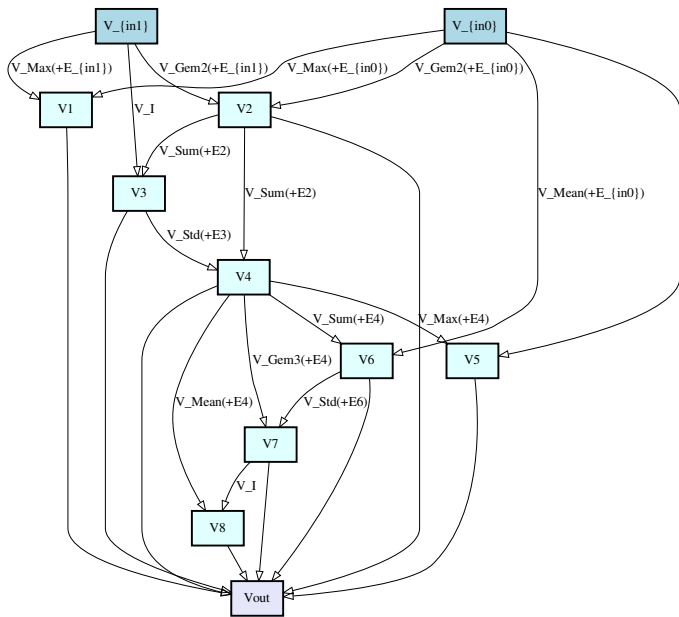 V_{in1}
V_{in0}
V_Max(+E_{in1})
V_Gem2(+E_{in1})
V_Max(+E_{in0})
V_Gem2(+E_{in0})
V1
V_I
V2
V_Sum(+E2)
V3
V_Sum(+E2)
V_Mean(+E_{in0})
V_Std(+E3)
V4
V_Sum(+E4)
V_Max(+E4)
V_Gem3(+E4)
V6
V5
V_Mean(+E4)
V_Std(+E6)
V7
V_I
V8
Vout